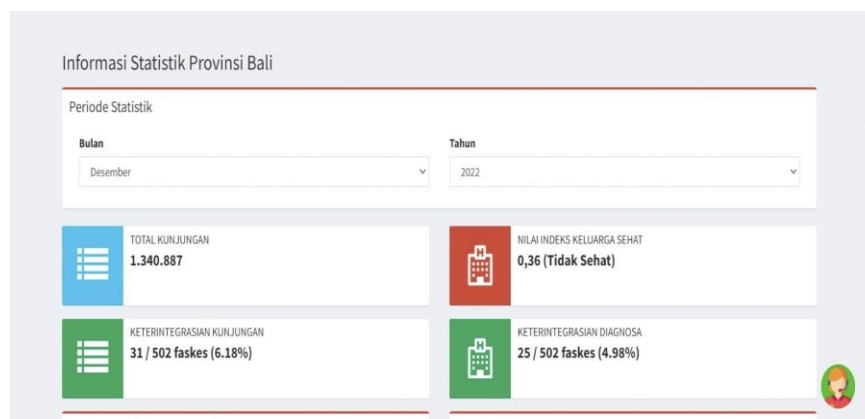 Informasi Statistik Provinsi Bali
Periode Statistik
Bulan
Desember
Tahun
2022
TOTAL KUNJUNGAN
1.340.887
NILAI INDEKS KELUARGA SEHAT
0,36 (Tidak Sehat)
KETERINTEGRASIAN KUNJUNGAN
31 / 502 faskes (6.18%)
KETERINTEGRASIAN DIAGNOSA
25 / 502 faskes (4.98%)